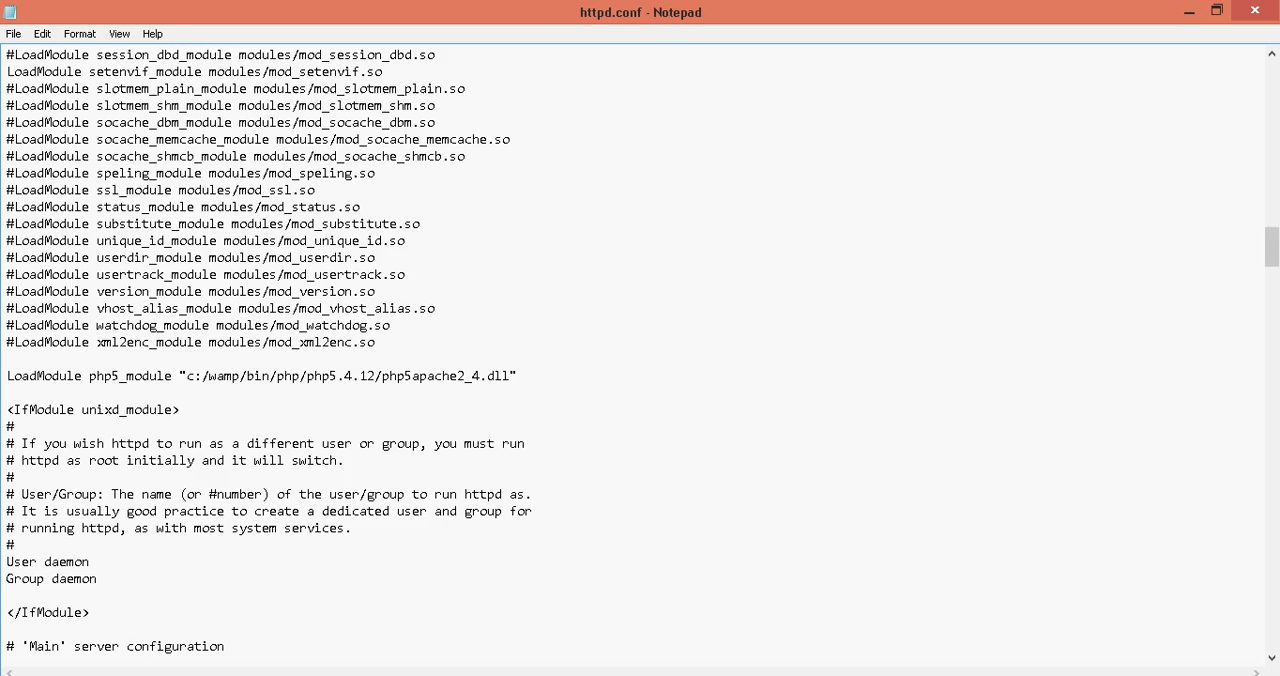 httpd.conf - Notepad
File Edit Format View Help
#LoadModule session_dbd_module modules/mod_session_dbd.so
LoadModule setenvif_module modules/mod_setenvif.so
#LoadModule slotmem_plain_module modules/mod_slotmem_plain.so
#LoadModule slotmem_shm_module modules/mod_slotmem_shm.so
#LoadModule socache_dbm_module modules/mod_socache_dbm.so
#LoadModule socache_memcache_module modules/mod_socache_memcache.so
#LoadModule socache_shmcb_module modules/mod_socache_shmcb.so
#LoadModule speling_module modules/mod_speling.so
#LoadModule ssl_module modules/mod_ssl.so
#LoadModule status_module modules/mod_status.so
#LoadModule substitute_module modules/mod_substitute.so
#LoadModule unique_id_module modules/mod_unique_id.so
#LoadModule userdir_module modules/mod_userdir.so
#LoadModule usertrack_module modules/mod_usertrack.so
#LoadModule version_module modules/mod_version.so
#LoadModule vhost_alias_module modules/mod_vhost_alias.so
#LoadModule watchdog_module modules/mod_watchdog.so
#LoadModule xml2enc_module modules/mod_xml2enc.so
LoadModule php5_module "c:/wamp/bin/php/php5.4.12/php5apache2_4.dll"
<IfModule unixd_module>
#
# If you wish httpd to run as a different user or group, you must run
# httpd as root initially and it will switch.
#
# User/Group: The name (or #number) of the user/group to run httpd as.
# It is usually good practice to create a dedicated user and group for
# running httpd, as with most system services.
#
User daemon
Group daemon
</IfModule>
# 'Main' server configuration